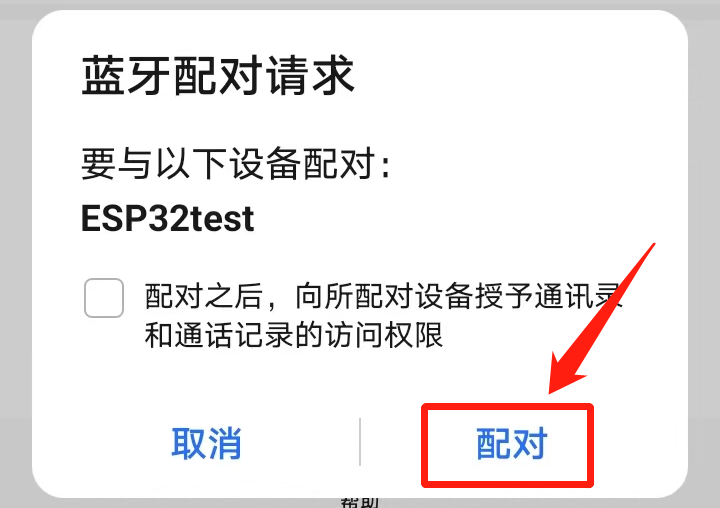 蓝牙配对请求
要与以下设备配对：
ESP32test
配对之后，向所配对设备授予通讯录
和通话记录的访问权限
取消
配对
帮助